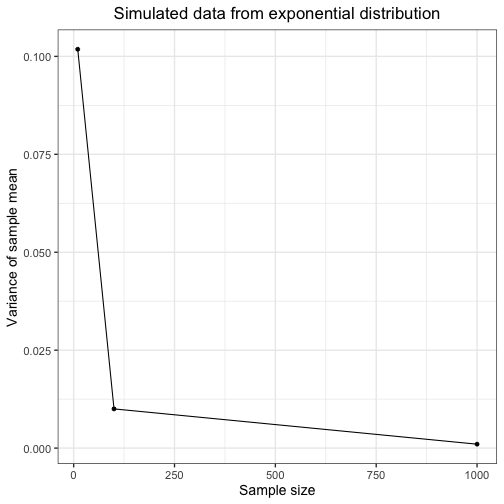 Simulated data from exponential distribution
Variance of sample mean
0.100
0.075
0.050
0.025
0.000
0 250 500 750 1000
Sample size